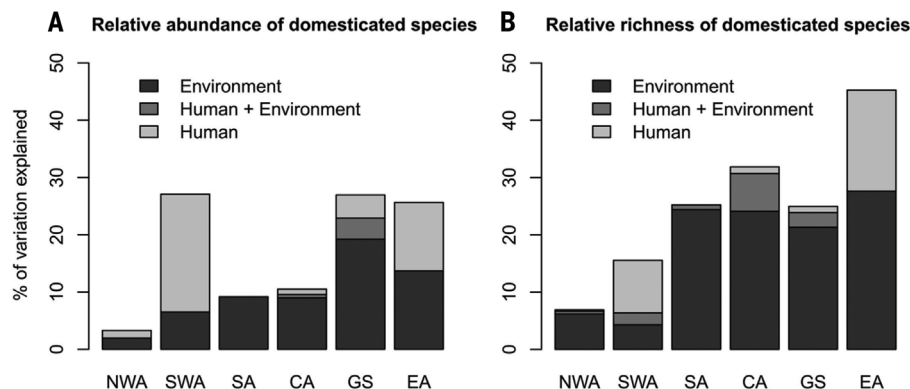 A Relative abundance of domesticated species
B Relative richness of domesticated species
% of variation explained
50
40
30
20
10
0
Environment
Human + Environment
Human
NWA SWA SA CA GS EA
50
40
30
20
10
0
Environment
Human + Environment
Human
NWA SWA SA CA GS EA